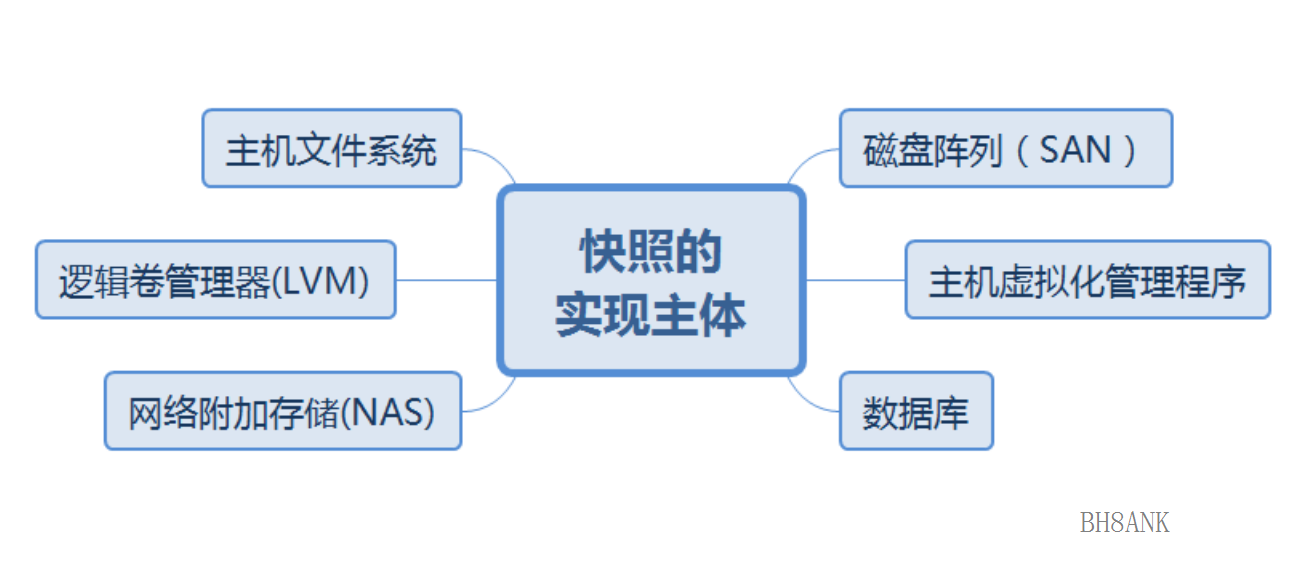 主机文件系统
磁盘阵列（SAN）
快照的
实现主体
逻辑卷管理器(LVM)
主机虚拟化管理程序
网络附加存储(NAS)
数据库
BH8ANK